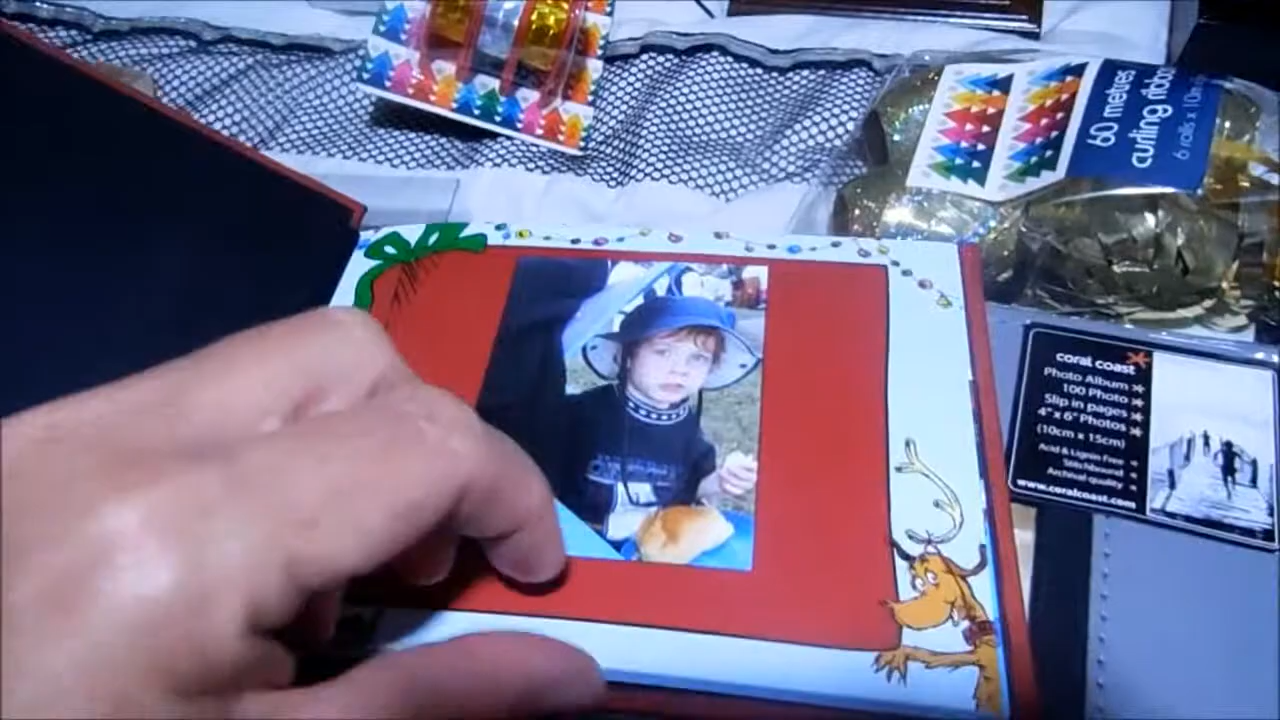 60 metres
curling ribbon
6 rolls x 10m
coral coast
Photo Album
100 Photo
Slip in pages
4" x 6" Photos
(10cm x 15cm)
Acid & Lignin Free
Stitchbound
Archival quality
www.coralcoast.com